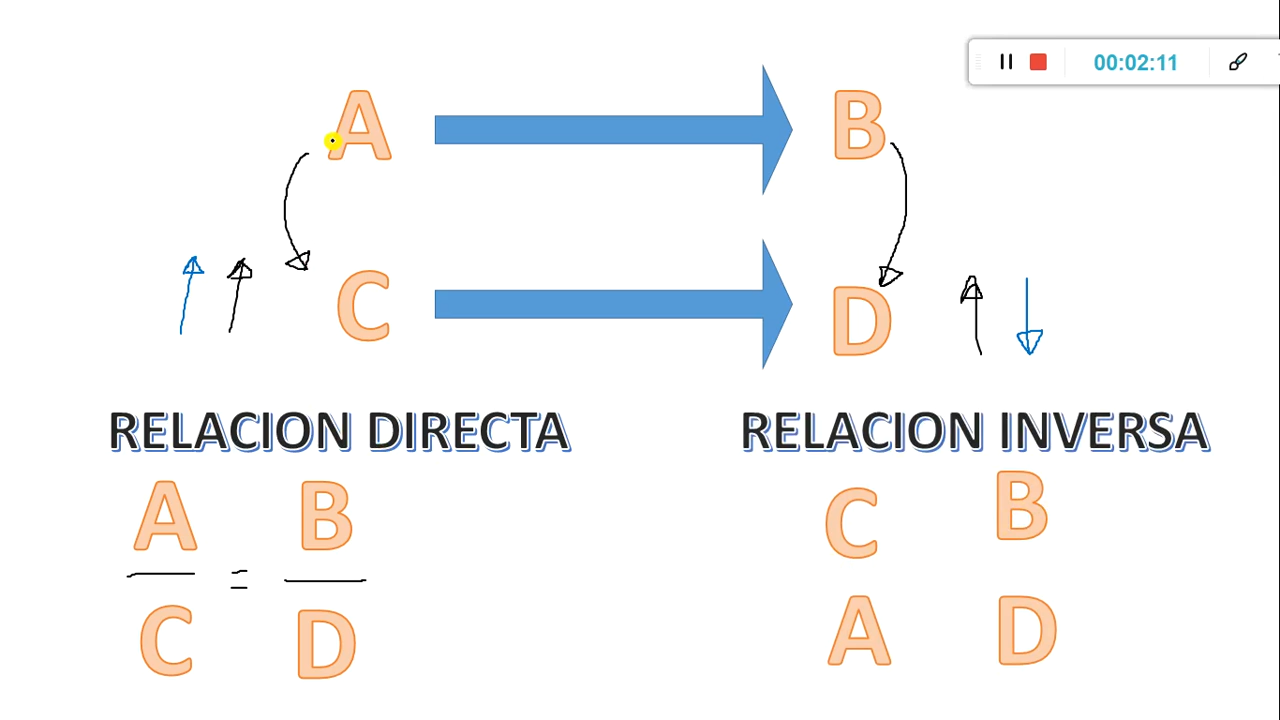 00:02:11
A B
C D
RELACION DIRECTA RELACION INVERSA
A B C B
=
C D A D